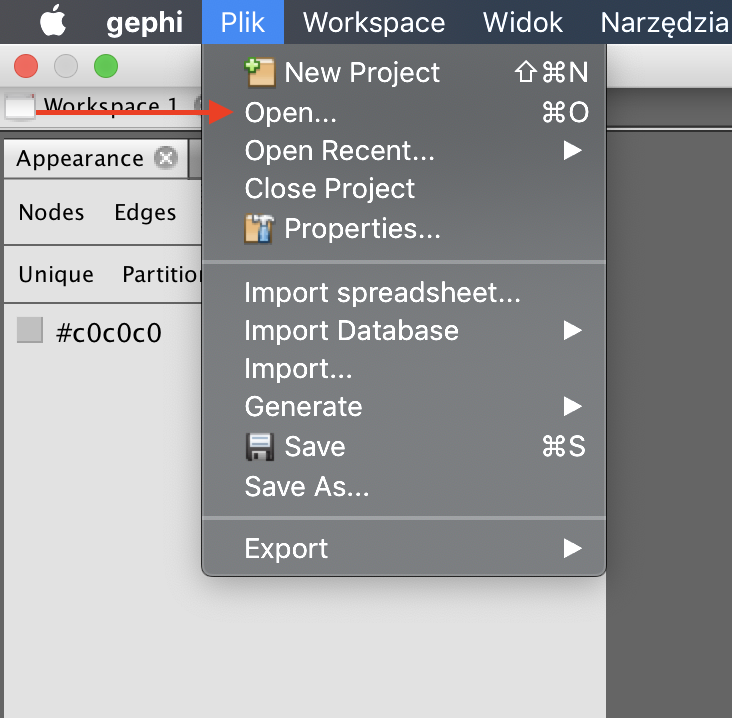 gephi Plik Workspace Widok Narzędzia
New Project ⇧⌘N
Workspace 1
Open... ⌘O
Appearance
Open Recent... ▶
Close Project
Nodes Edges
Properties...
Unique Partition
Import spreadsheet...
#c0c0c0
Import Database ▶
Import...
Generate ▶
Save ⌘S
Save As...
Export ▶